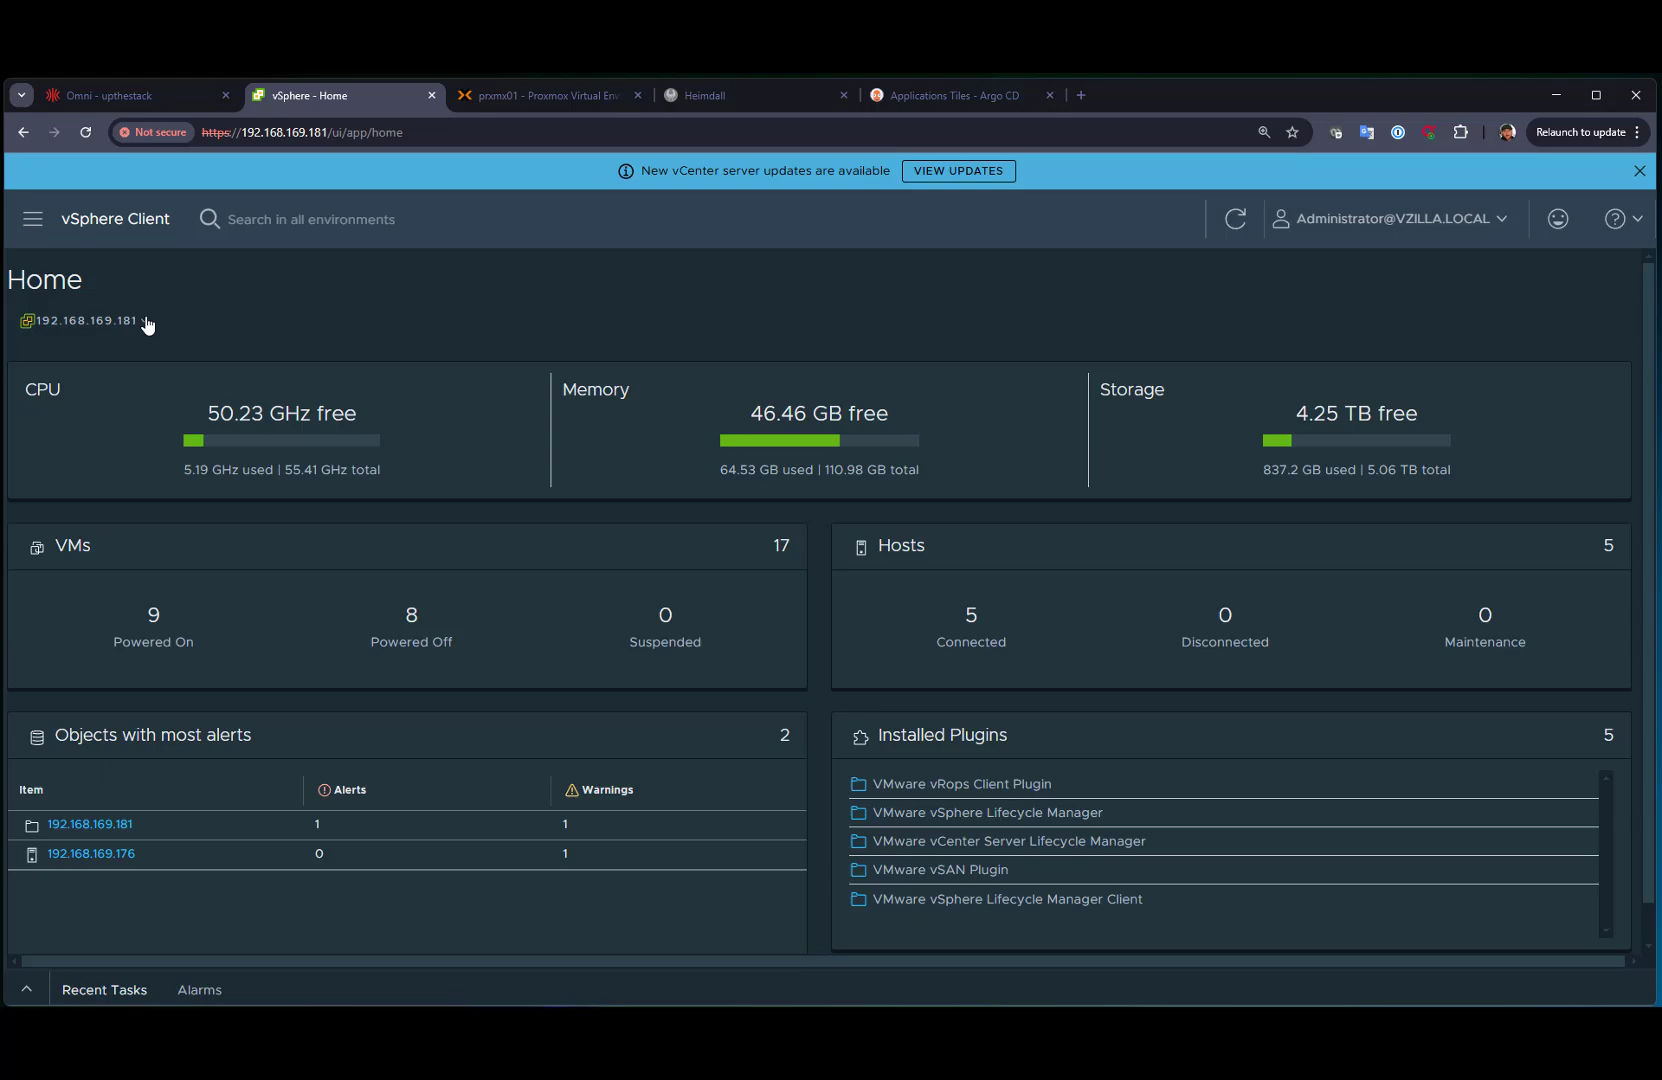 Omni - upthestack
vSphere - Home
prxmx01 - Proxmox Virtual Env
Heimdall
Applications Tiles - Argo CD
Not secure
https://192.168.169.181/ui/app/home
Relaunch to update
New vCenter server updates are available
VIEW UPDATES
vSphere Client
Search in all environments
Administrator@VZILLA.LOCAL
Home
192.168.169.181
CPU
50.23 GHz free
5.19 GHz used | 55.41 GHz total
Memory
46.46 GB free
64.53 GB used | 110.98 GB total
Storage
4.25 TB free
837.2 GB used | 5.06 TB total
VMs
17
9
8
0
Powered On
Powered Off
Suspended
Hosts
5
5
0
0
Connected
Disconnected
Maintenance
Objects with most alerts
2
Item
Alerts
Warnings
192.168.169.181
1
1
192.168.169.176
0
1
Installed Plugins
5
VMware vRops Client Plugin
VMware vSphere Lifecycle Manager
VMware vCenter Server Lifecycle Manager
VMware vSAN Plugin
VMware vSphere Lifecycle Manager Client
Recent Tasks
Alarms